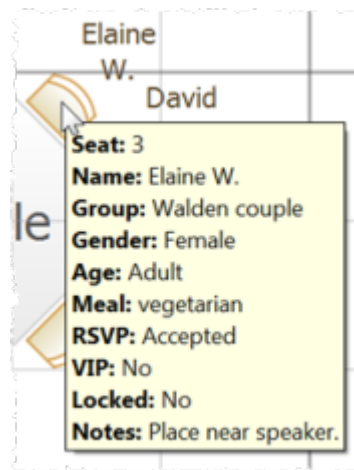 Elaine
W.
David
le
Seat: 3
Name: Elaine W.
Group: Walden couple
Gender: Female
Age: Adult
Meal: vegetarian
RSVP: Accepted
VIP: No
Locked: No
Notes: Place near speaker.